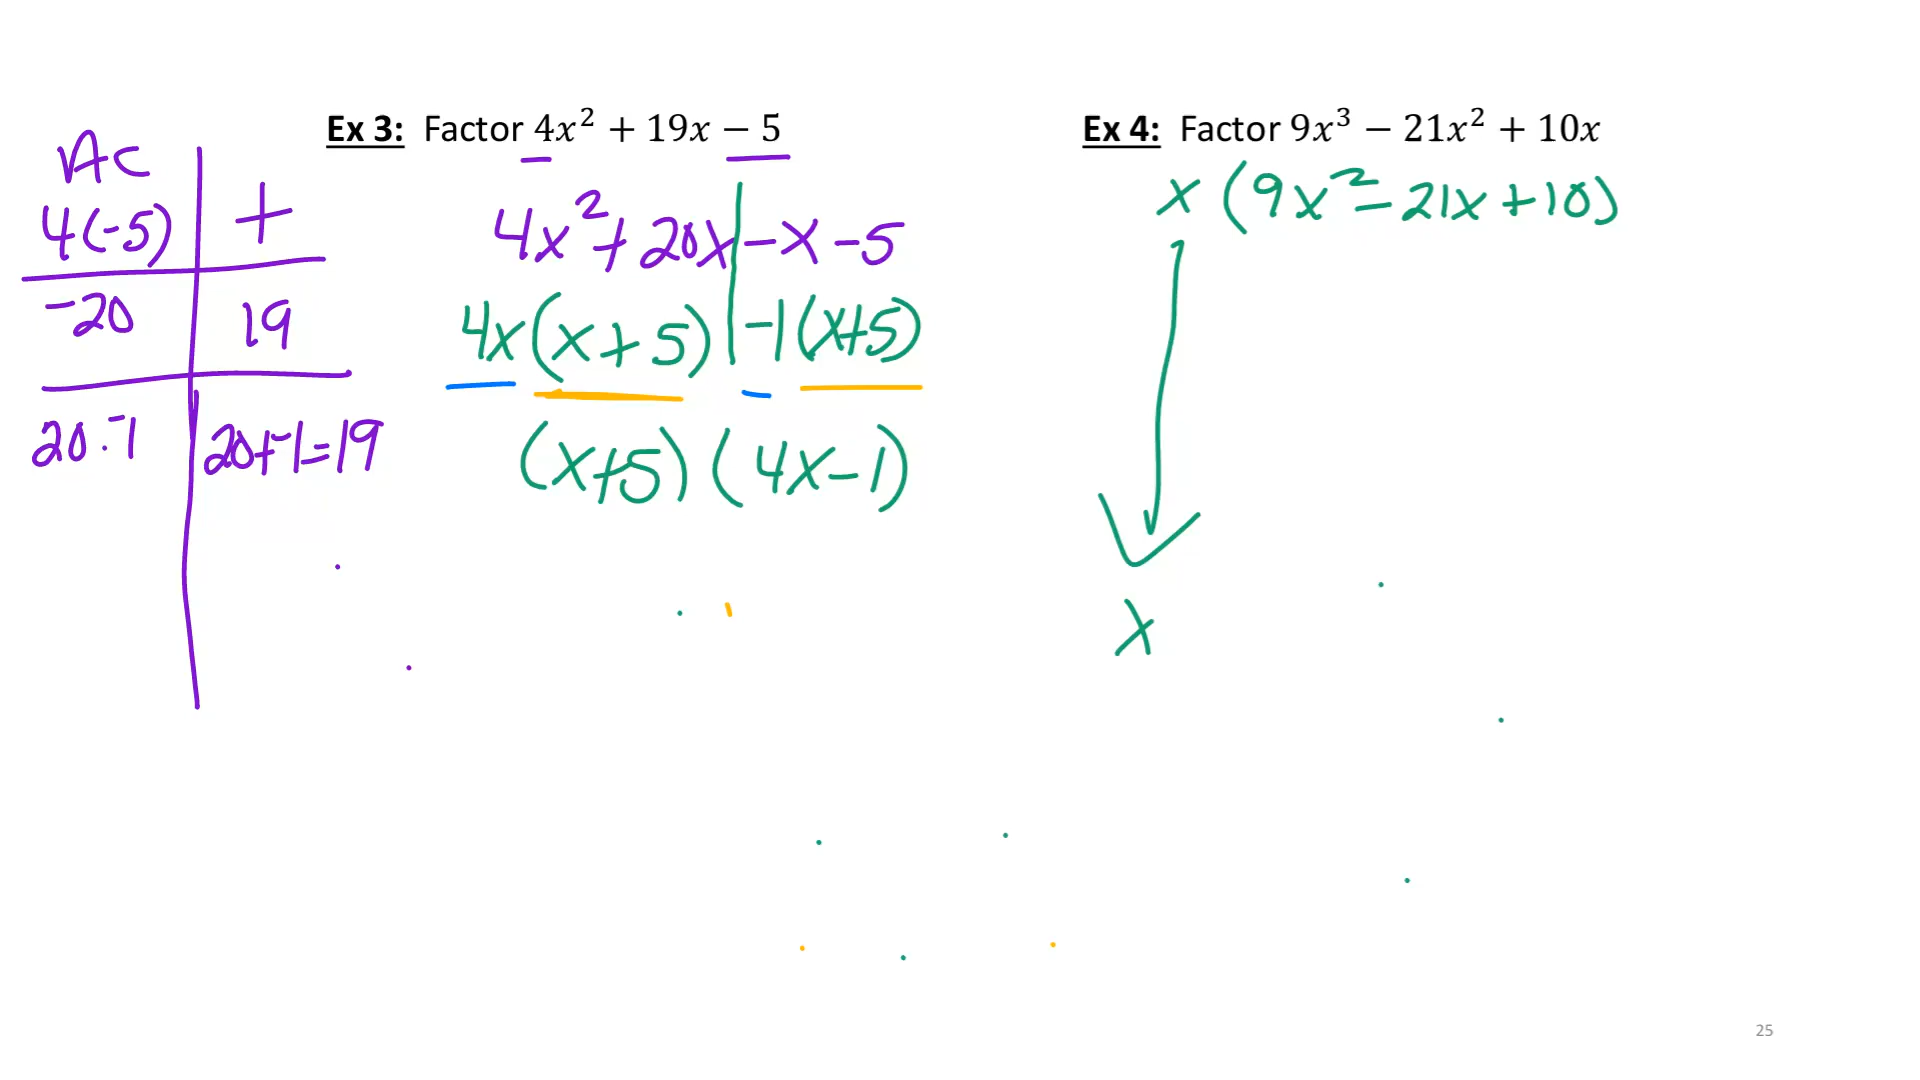 Ex 3: Factor 4x² + 19x − 5
AC
+
4(-5)
-20
19
20·-1
20+-1=19
4x²+20x-x-5
4x(x+5)-1(x+5)
(x+5)(4x-1)
Ex 4: Factor 9x³ − 21x² + 10x
x(9x²-21x+10)
x
25